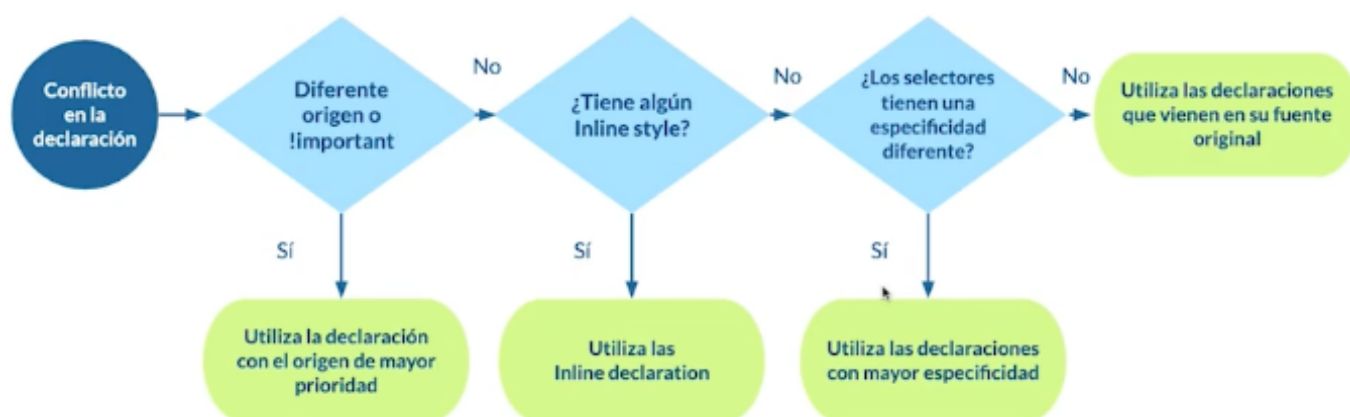 Conflicto
en la
declaración
Diferente
origen o
!important
No
¿Tiene algún
Inline style?
No
¿Los selectores
tienen una
especificidad
diferente?
No
Utiliza las declaraciones
que vienen en su fuente
original
Sí
Sí
Sí
Utiliza la declaración
con el origen de mayor
prioridad
Utiliza las
Inline declaration
Utiliza las declaraciones
con mayor especificidad